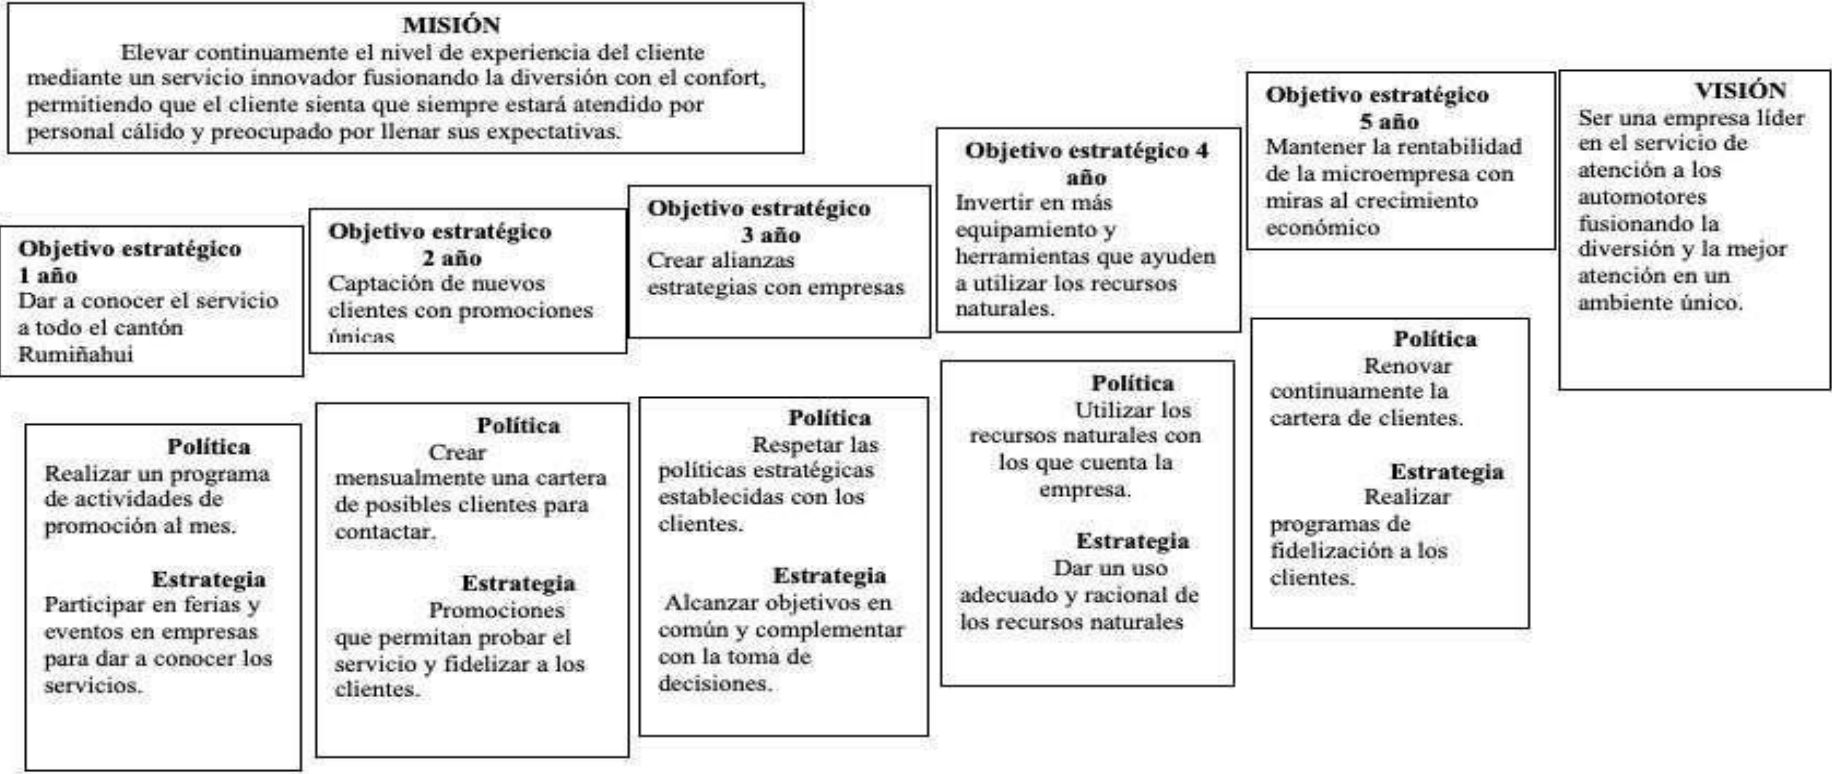 MISIÓN
Elevar continuamente el nivel de experiencia del cliente
mediante un servicio innovador fusionando la diversión con el confort,
permitiendo que el cliente sienta que siempre estará atendido por
personal cálido y preocupado por llenar sus expectativas.
Objetivo estratégico
1 año
Dar a conocer el servicio
a todo el cantón
Rumiñahui
Objetivo estratégico
2 año
Captación de nuevos
clientes con promociones
únicas
Objetivo estratégico
3 año
Crear alianzas
estrategias con empresas
Objetivo estratégico 4
año
Invertir en más
equipamiento y
herramientas que ayuden
a utilizar los recursos
naturales.
Objetivo estratégico
5 año
Mantener la rentabilidad
de la microempresa con
miras al crecimiento
económico
VISIÓN
Ser una empresa líder
en el servicio de
atención a los
automotores
fusionando la
diversión y la mejor
atención en un
ambiente único.
Política
Realizar un programa
de actividades de
promoción al mes.
Estrategia
Participar en ferias y
eventos en empresas
para dar a conocer los
servicios.
Política
Crear
mensualmente una cartera
de posibles clientes para
contactar.
Estrategia
Promociones
que permitan probar el
servicio y fidelizar a los
clientes.
Política
Respetar las
políticas estratégicas
establecidas con los
clientes.
Estrategia
Alcanzar objetivos en
común y complementar
con la toma de
decisiones.
Política
Utilizar los
recursos naturales con
los que cuenta la
empresa.
Estrategia
Dar un uso
adecuado y racional de
los recursos naturales
Política
Renovar
continuamente la
cartera de clientes.
Estrategia
Realizar
programas de
fidelización a los
clientes.